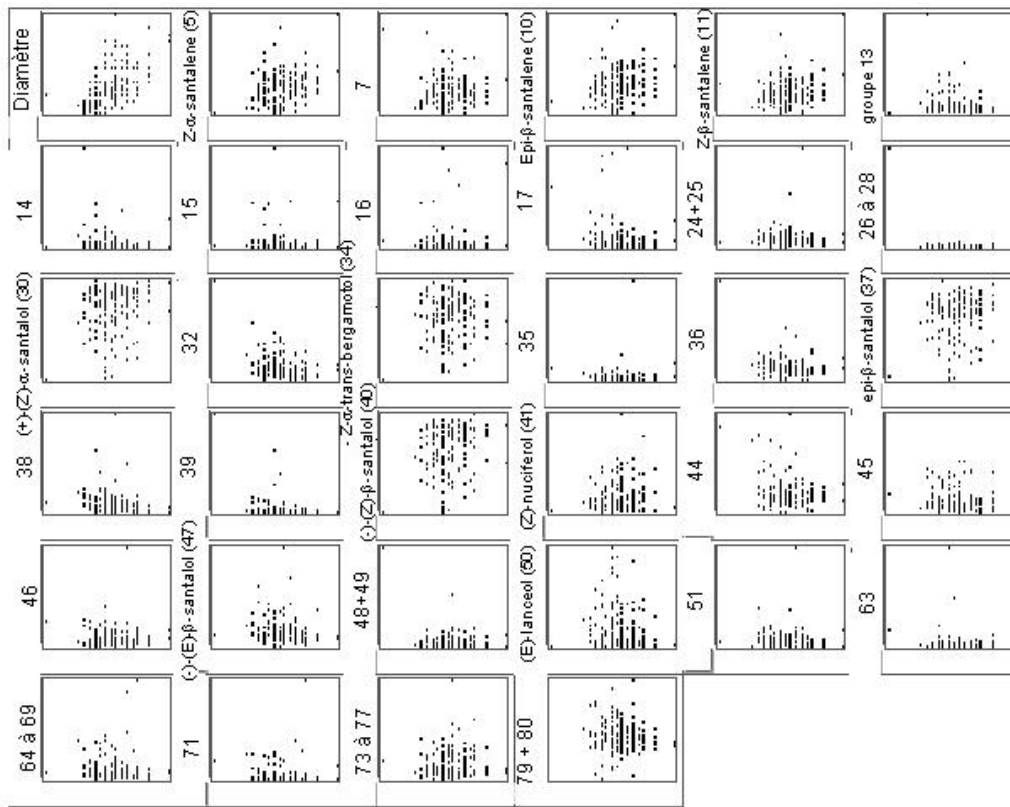 Diamètre
Z-α-santalene (5)
7
Epi-β-santalene (10)
Z-β-santalene (11)
groupe 13
14
15
16
17
24+25
26 à 28
(+)-(Z)-α-santalol (30)
32
- Z-α-trans-bergamotol (34)
35
36
epi-β-santalol (37)
38
39
(-)-(Z)-β-santalol (40)
(Z)-nuciferol (41)
44
45
46
(-)-(E)-β-santalol (47)
48+49
(E)-lanceol (50)
51
63
64 à 69
71
73 à 77
79 + 80